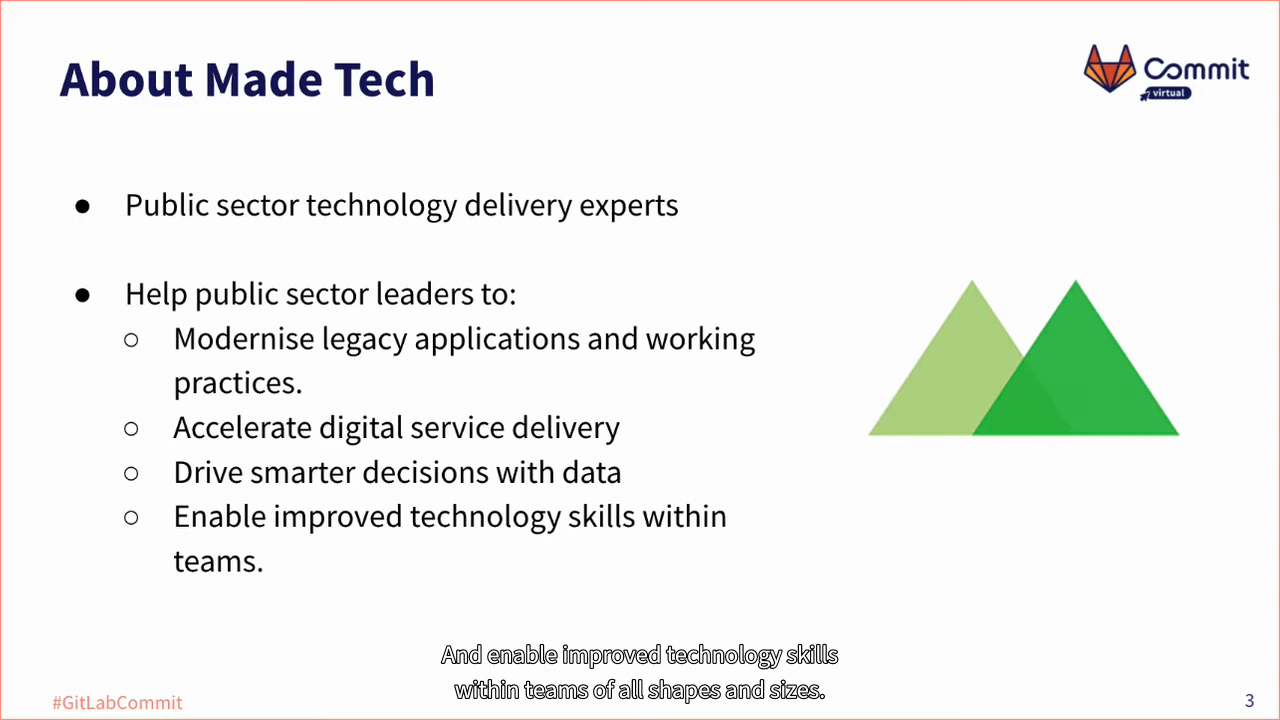 About Made Tech
Commit
virtual
● Public sector technology delivery experts
● Help public sector leaders to:
○ Modernise legacy applications and working
practices.
○ Accelerate digital service delivery
○ Drive smarter decisions with data
○ Enable improved technology skills within
teams.
And enable improved technology skills
within teams of all shapes and sizes.
#GitLabCommit
3